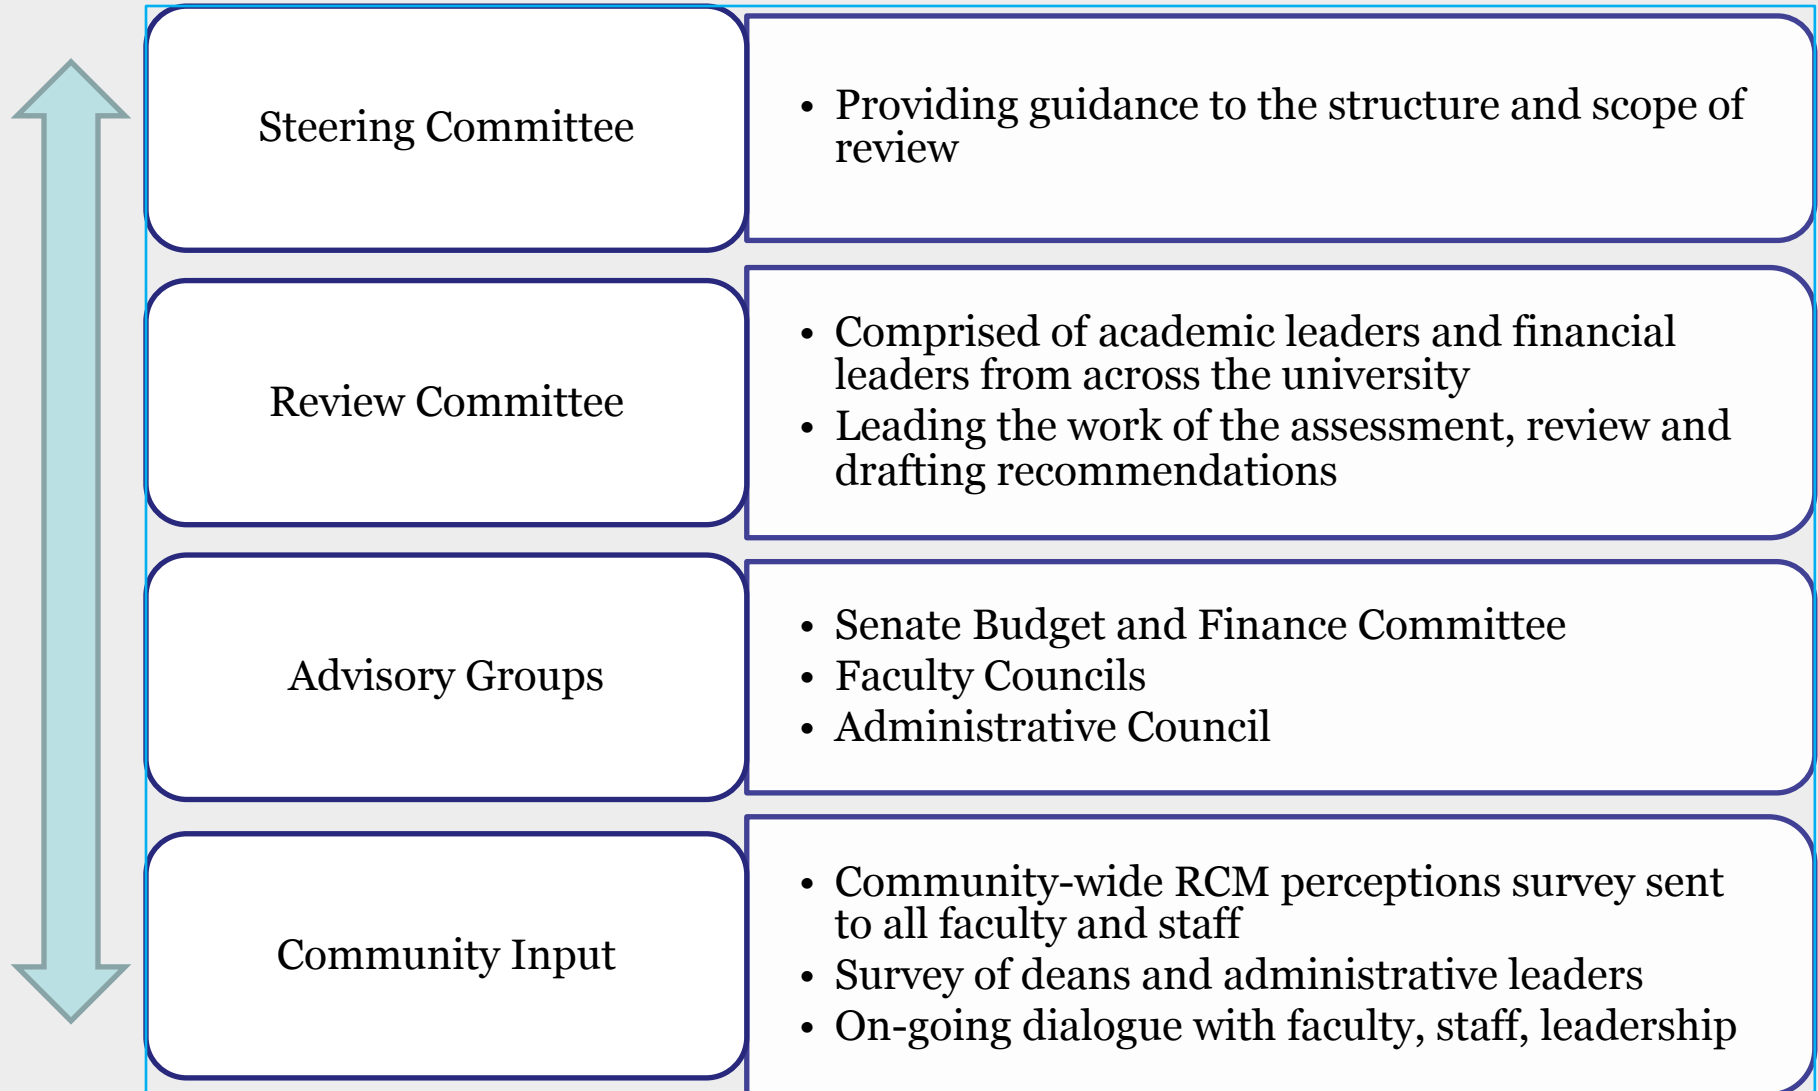 Steering Committee
• Providing guidance to the structure and scope of
review
Review Committee
• Comprised of academic leaders and financial
leaders from across the university
• Leading the work of the assessment, review and
drafting recommendations
Advisory Groups
• Senate Budget and Finance Committee
• Faculty Councils
• Administrative Council
Community Input
• Community-wide RCM perceptions survey sent
to all faculty and staff
• Survey of deans and administrative leaders
• On-going dialogue with faculty, staff, leadership